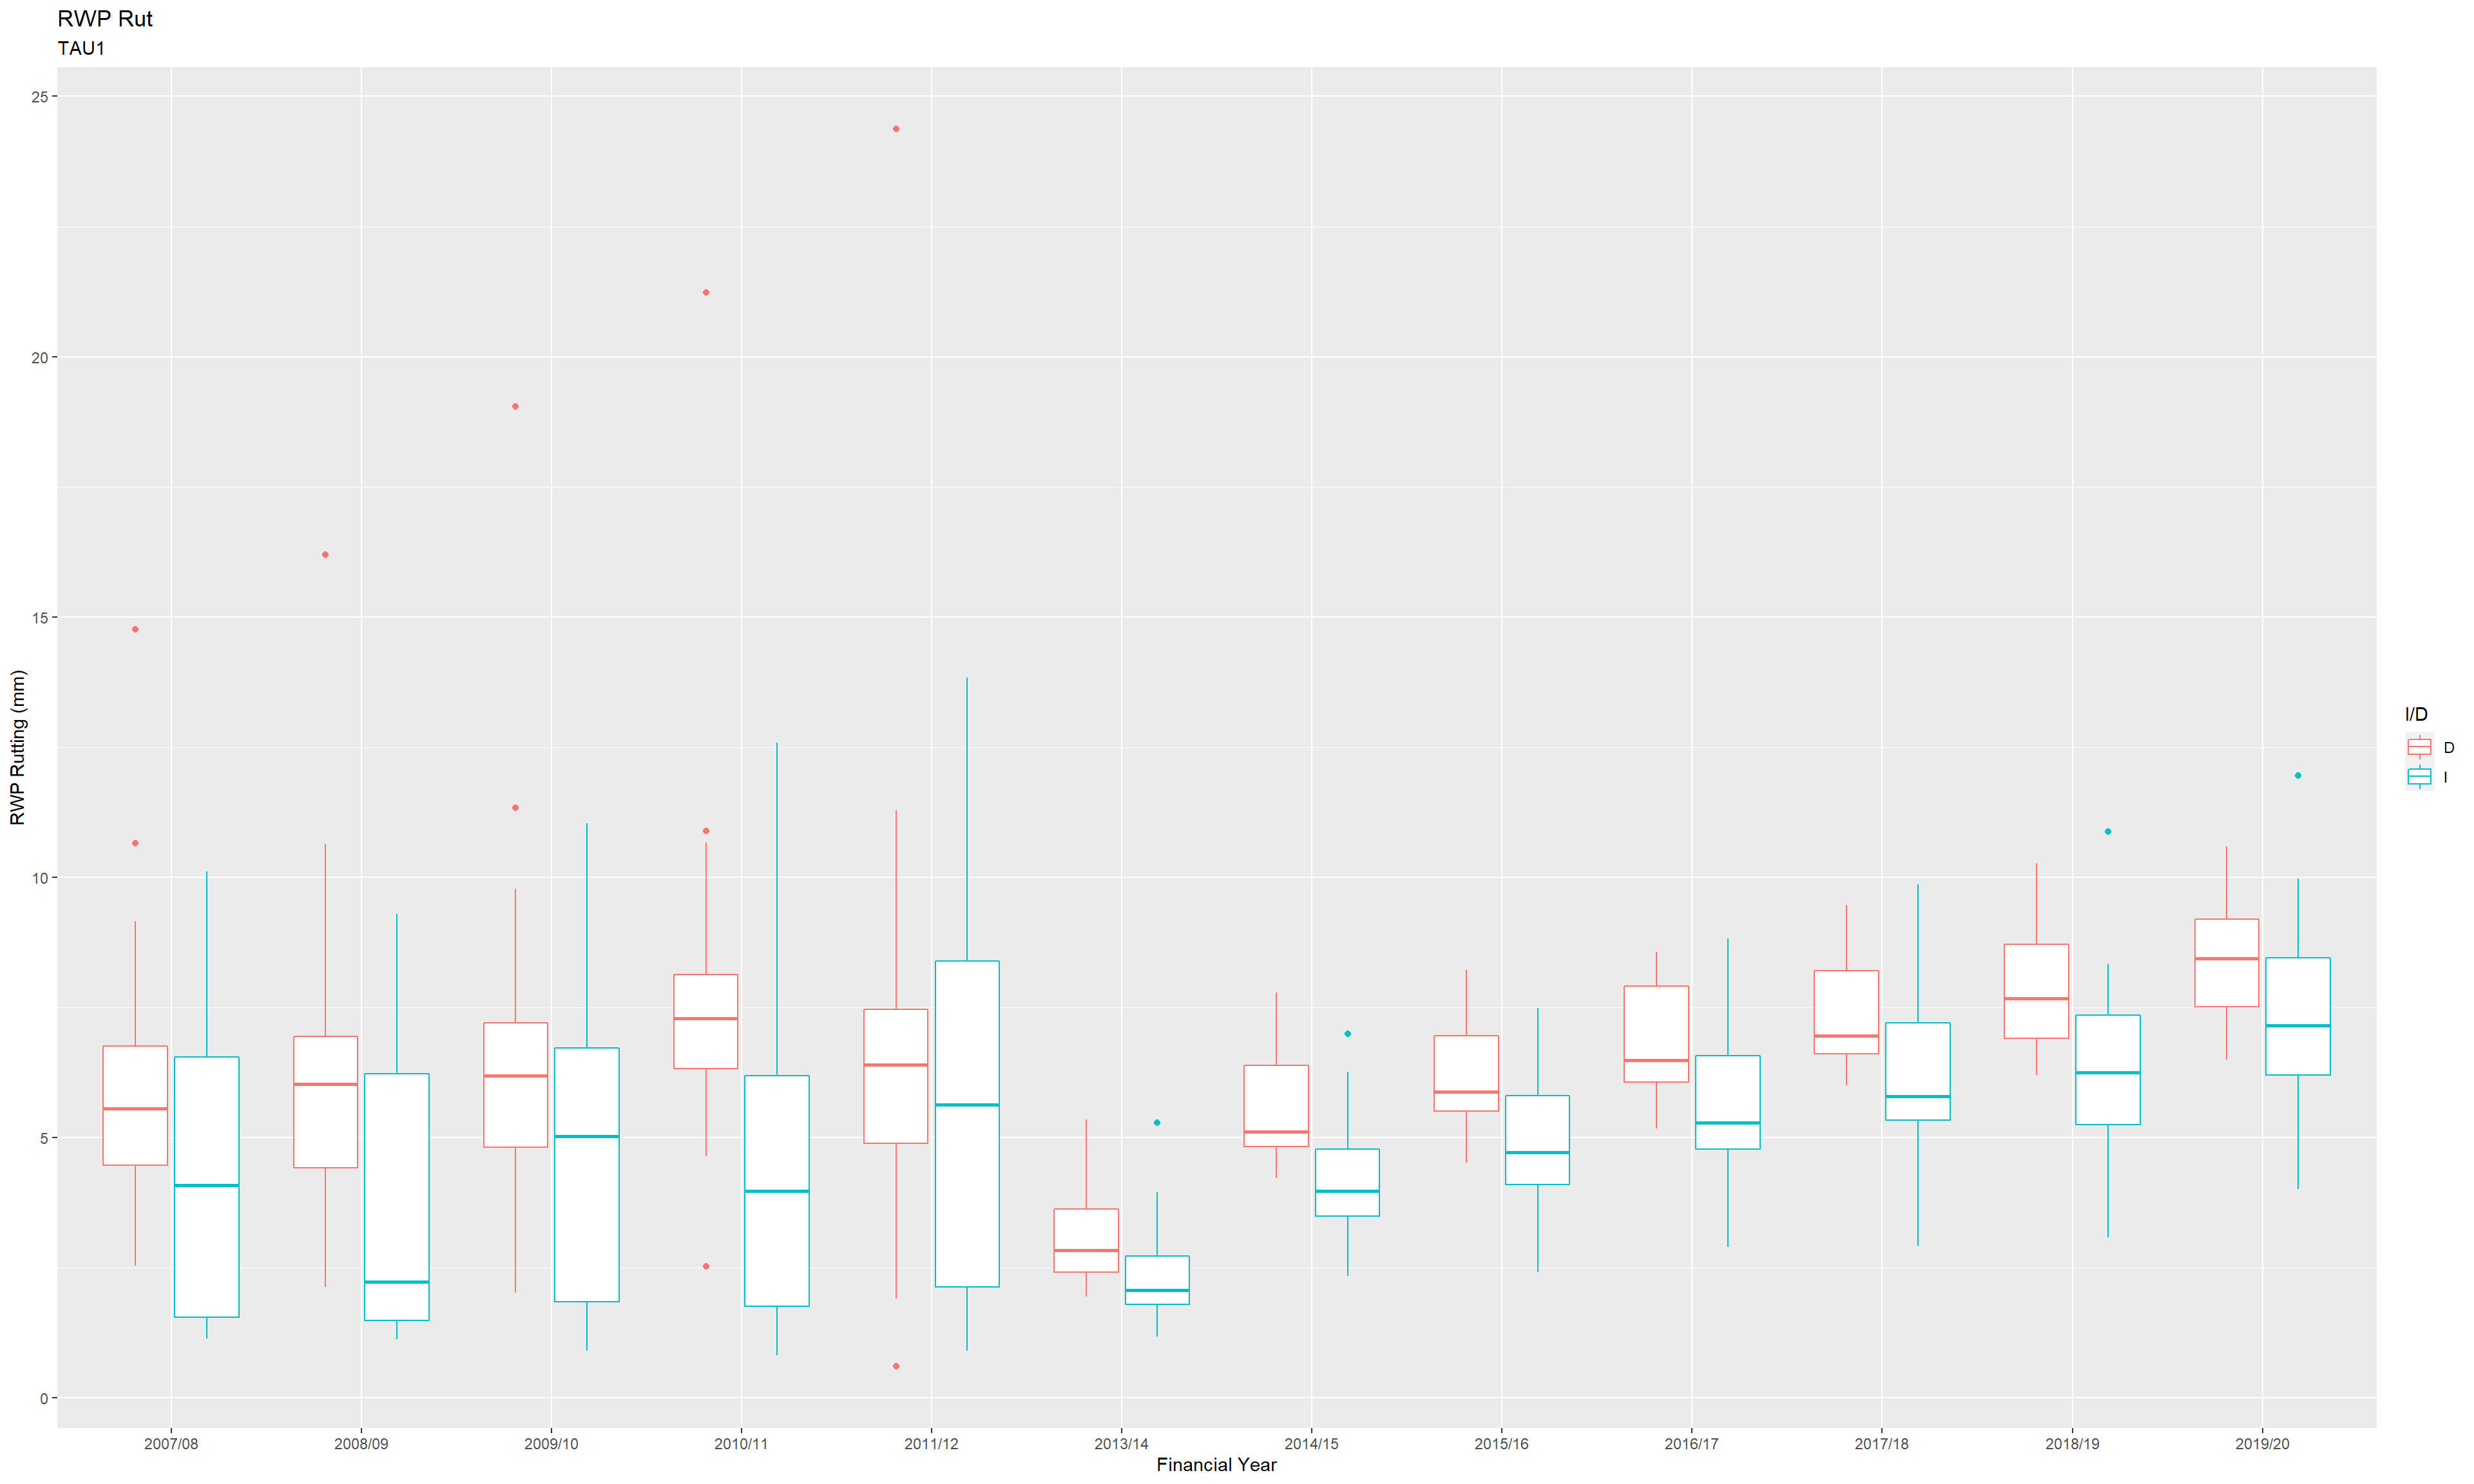 RWP Rut
TAU1
25
20
15
10
5
0
RWP Rutting (mm)
2007/08 2008/09 2009/10 2010/11 2011/12 2013/14 2014/15 2015/16 2016/17 2017/18 2018/19 2019/20
Financial Year
I/D
D
I